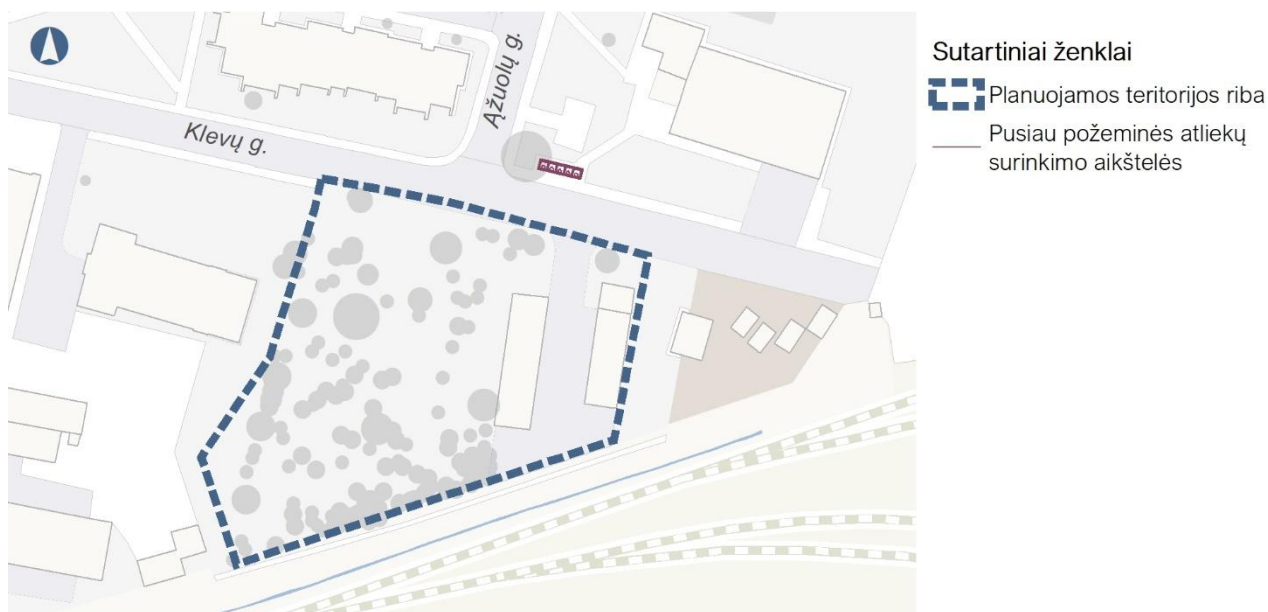 Sutartiniai ženklai
Planuojamos teritorijos riba
Pusiau požeminės atliekų
surinkimo aikštelės
Ąžuolų g.
Klevų g.